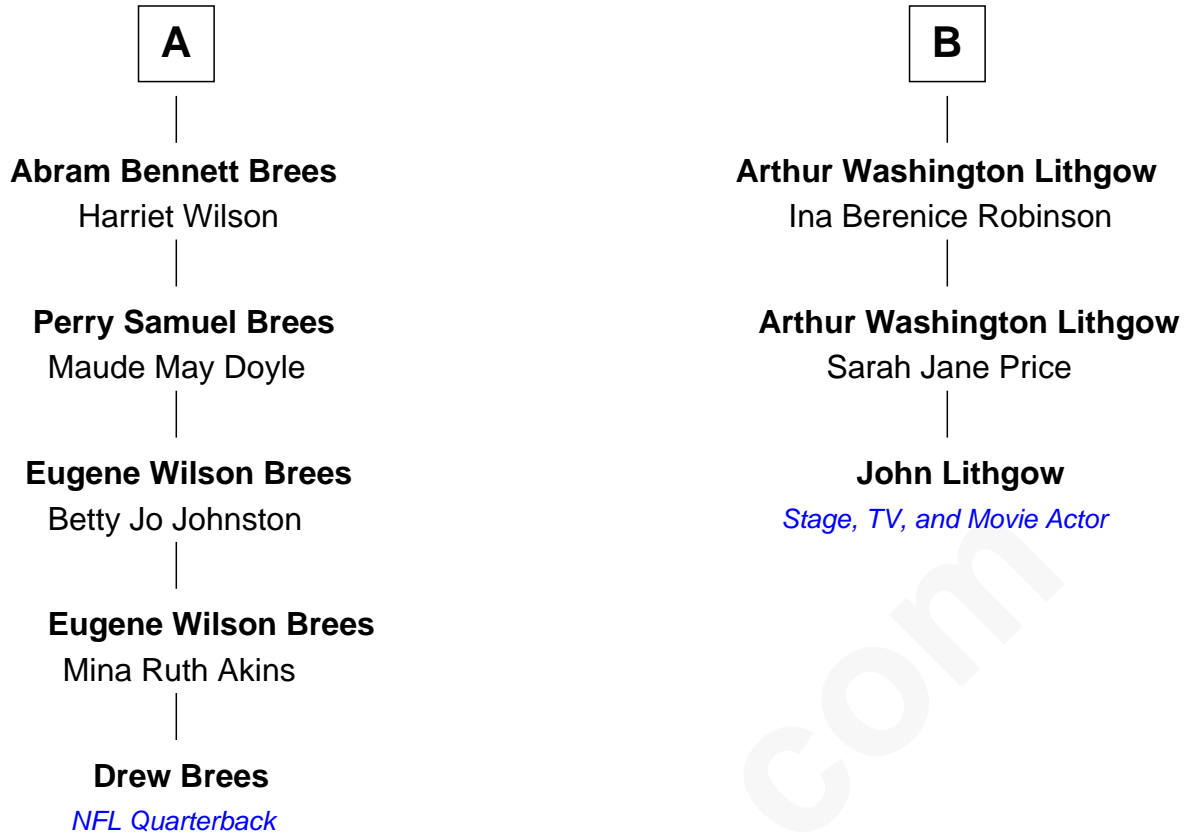 A
Abram Bennett Brees
Harriet Wilson
Perry Samuel Brees
Maude May Doyle
Eugene Wilson Brees
Betty Jo Johnston
Eugene Wilson Brees
Mina Ruth Akins
Drew Brees
NFL Quarterback
B
Arthur Washington Lithgow
Ina Berenice Robinson
Arthur Washington Lithgow
Sarah Jane Price
John Lithgow
Stage, TV, and Movie Actor
com